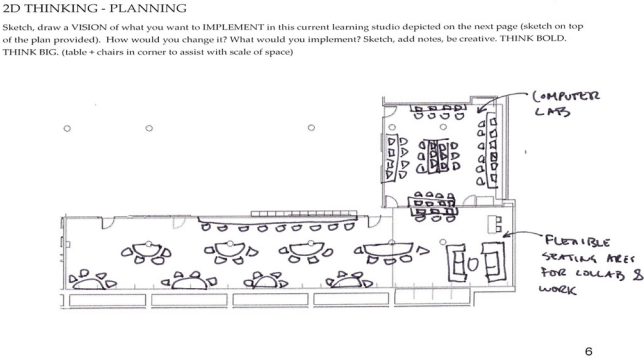 2D THINKING - PLANNING
Sketch, draw a VISION of what you want to IMPLEMENT in this current learning studio depicted on the next page (sketch on top
of the plan provided). How would you change it? What would you implement? Sketch, add notes, be creative. THINK BOLD.
THINK BIG. (table + chairs in corner to assist with scale of space)
COMPUTER
LAB
FLEXIBLE
SEATING AREA
FOR COLLAB &
WORK
6